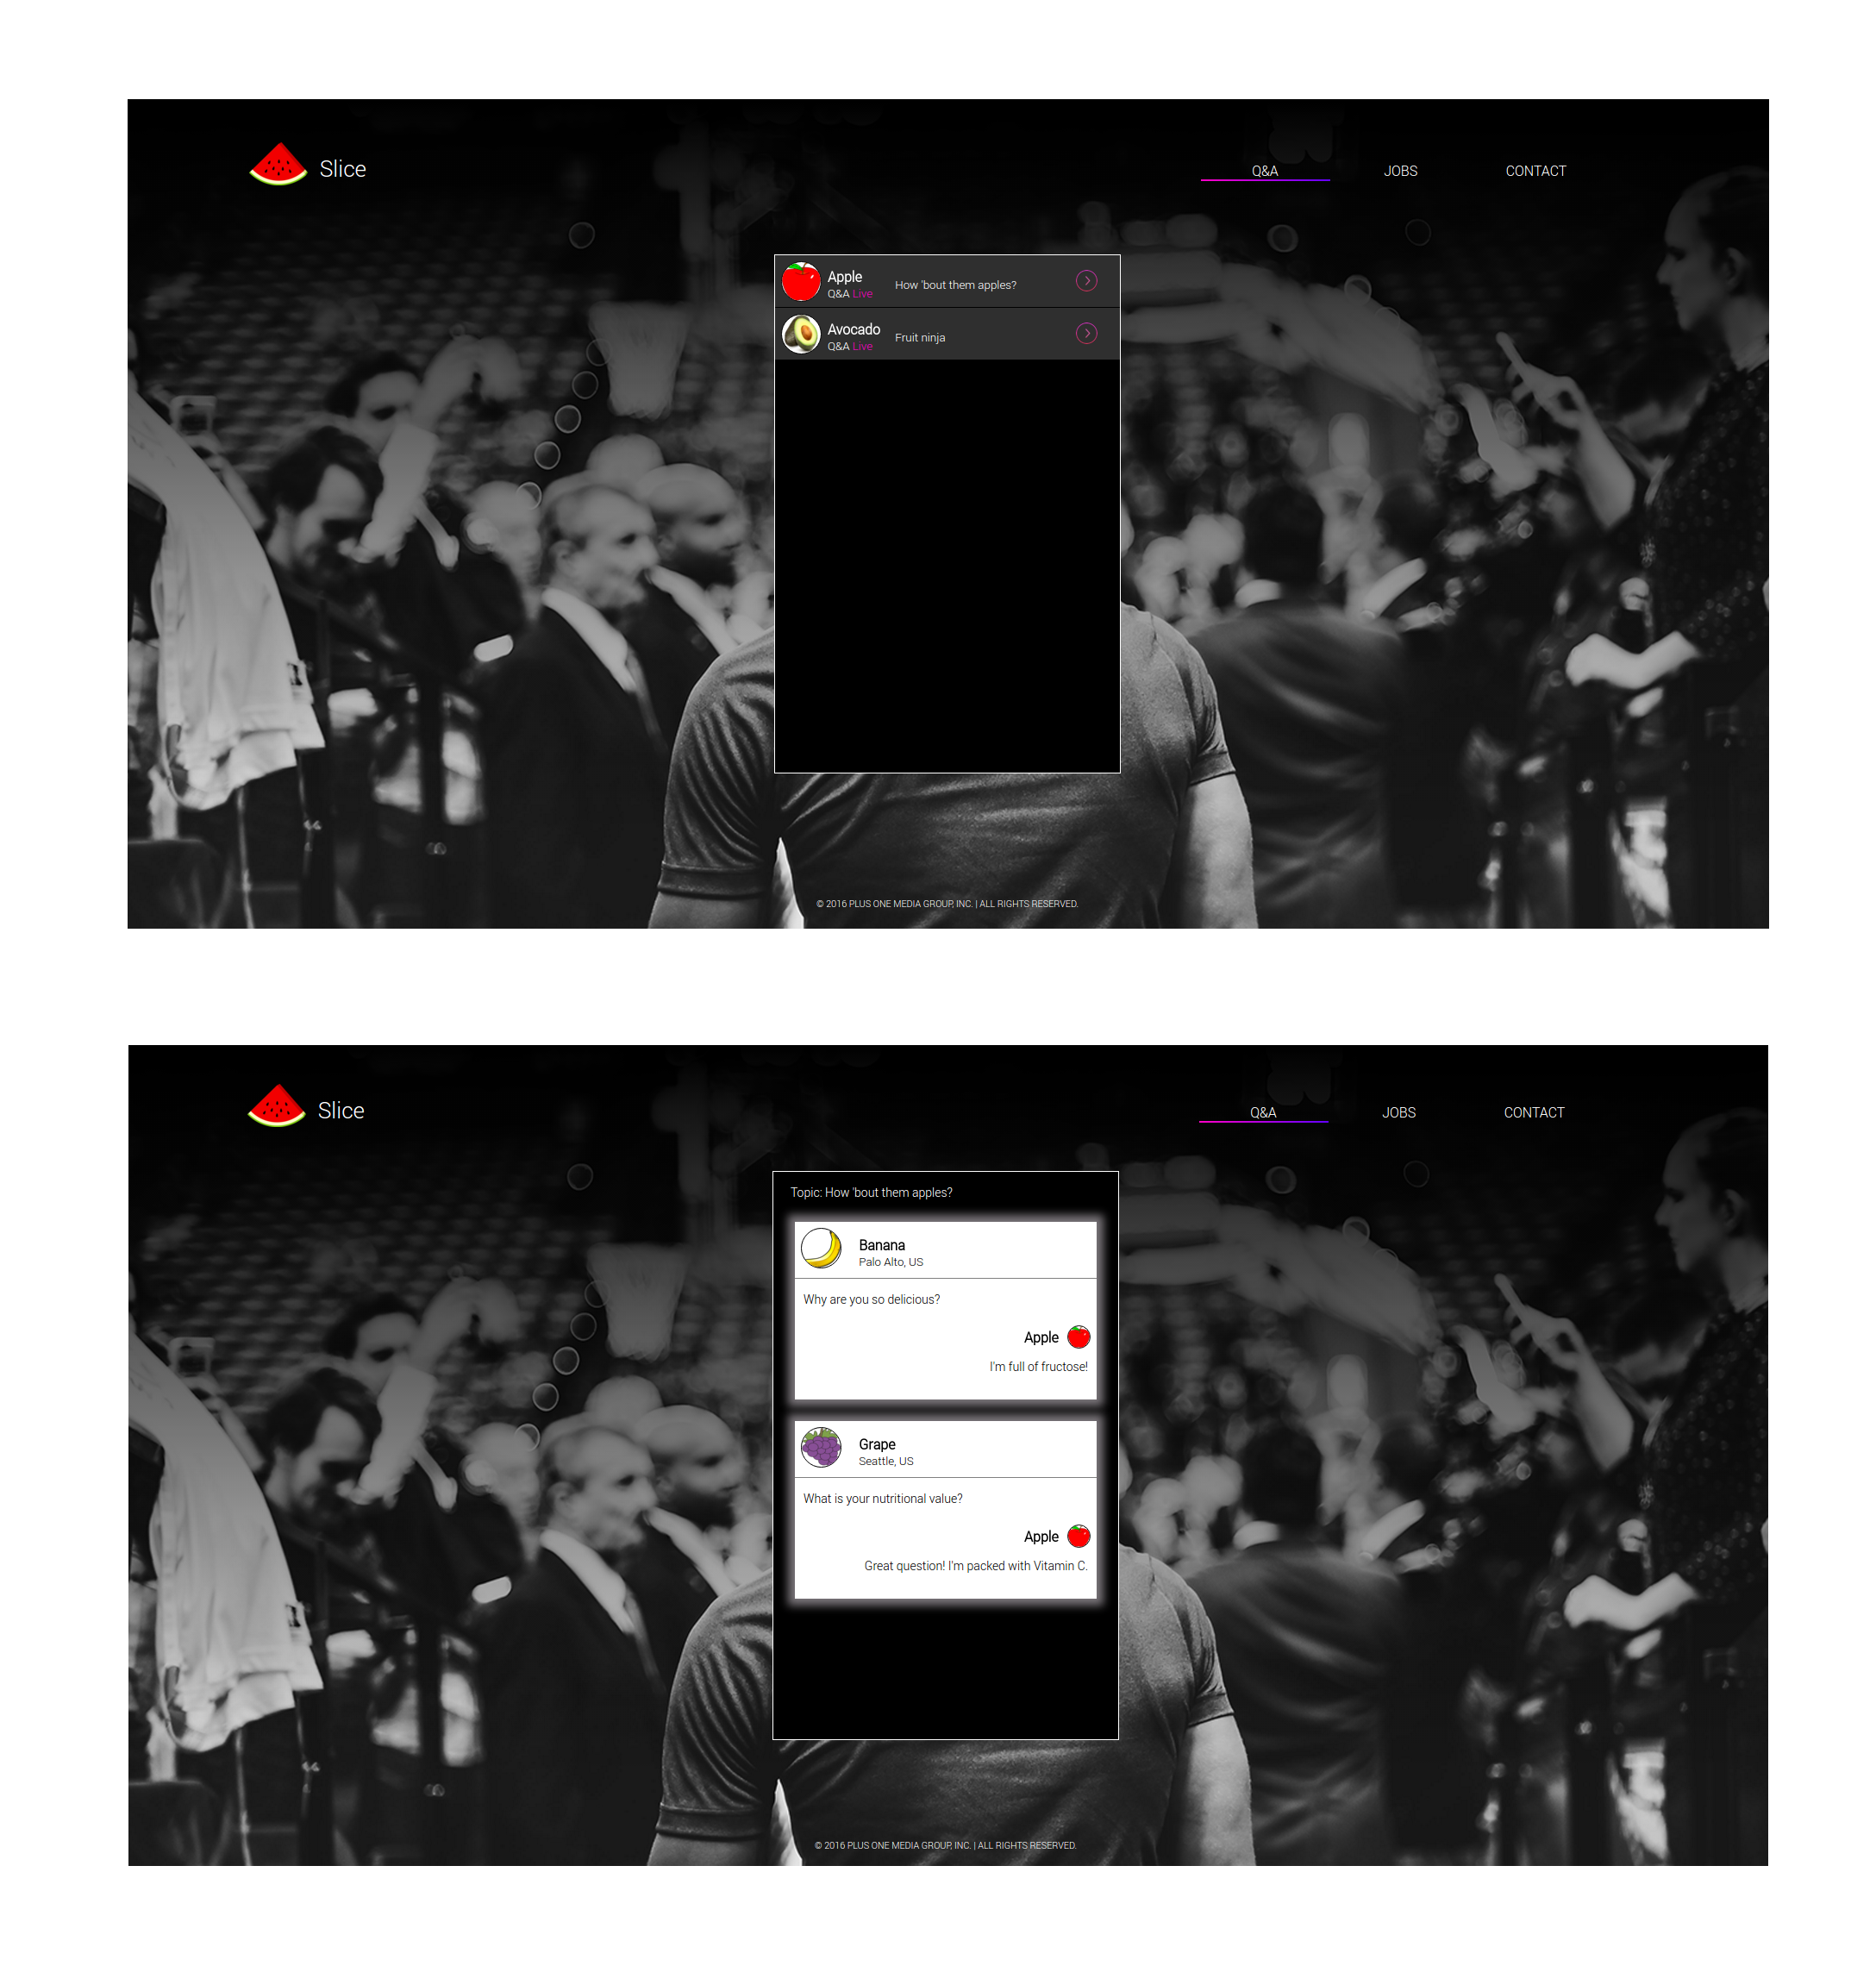 Slice
Q&A JOBS CONTACT
Apple
Q&A Live
How 'bout them apples?
Avocado
Q&A Live
Fruit ninja
© 2016 PLUS ONE MEDIA GROUP, INC. | ALL RIGHTS RESERVED.
Slice
Q&A JOBS CONTACT
Topic: How 'bout them apples?
Banana
Palo Alto, US
Why are you so delicious?
Apple
I'm full of fructose!
Grape
Seattle, US
What is your nutritional value?
Apple
Great question! I'm packed with Vitamin C.
© 2016 PLUS ONE MEDIA GROUP, INC. | ALL RIGHTS RESERVED.